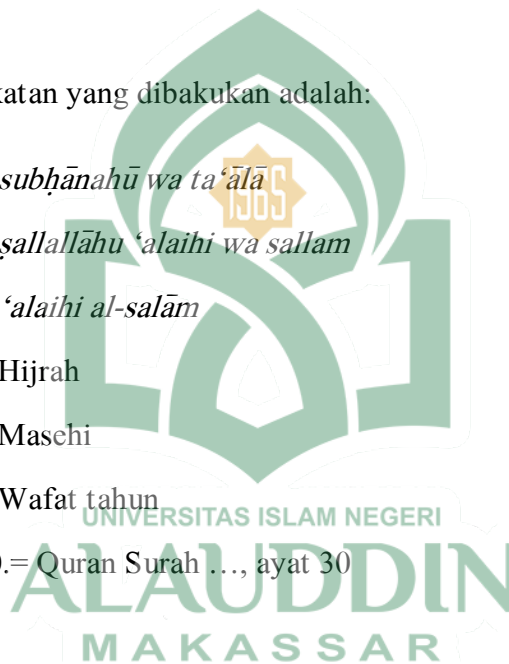 katan yang dibakukan adalah:
subḥānahū wa ta‘ālā
1965
ṣallallāhu ‘alaihi wa sallam
‘alaihi al-salām
Hijrah
Masehi
Wafat tahun
UNIVERSITAS ISLAM NEGERI
).= Quran Surah …, ayat 30
ALAUDDIN
MAKASSAR